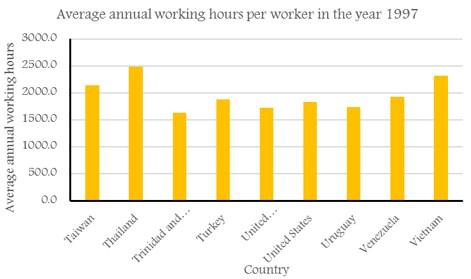 Average annual working hours per worker in the year 1997
Average annual working hours
3000.0
2500.0
2000.0
1500.0
1000.0
500.0
0.0
Taiwan
Thailand
Trinidad and...
Turkey
United...
United States
Uruguay
Venezuela
Vietnam
Country